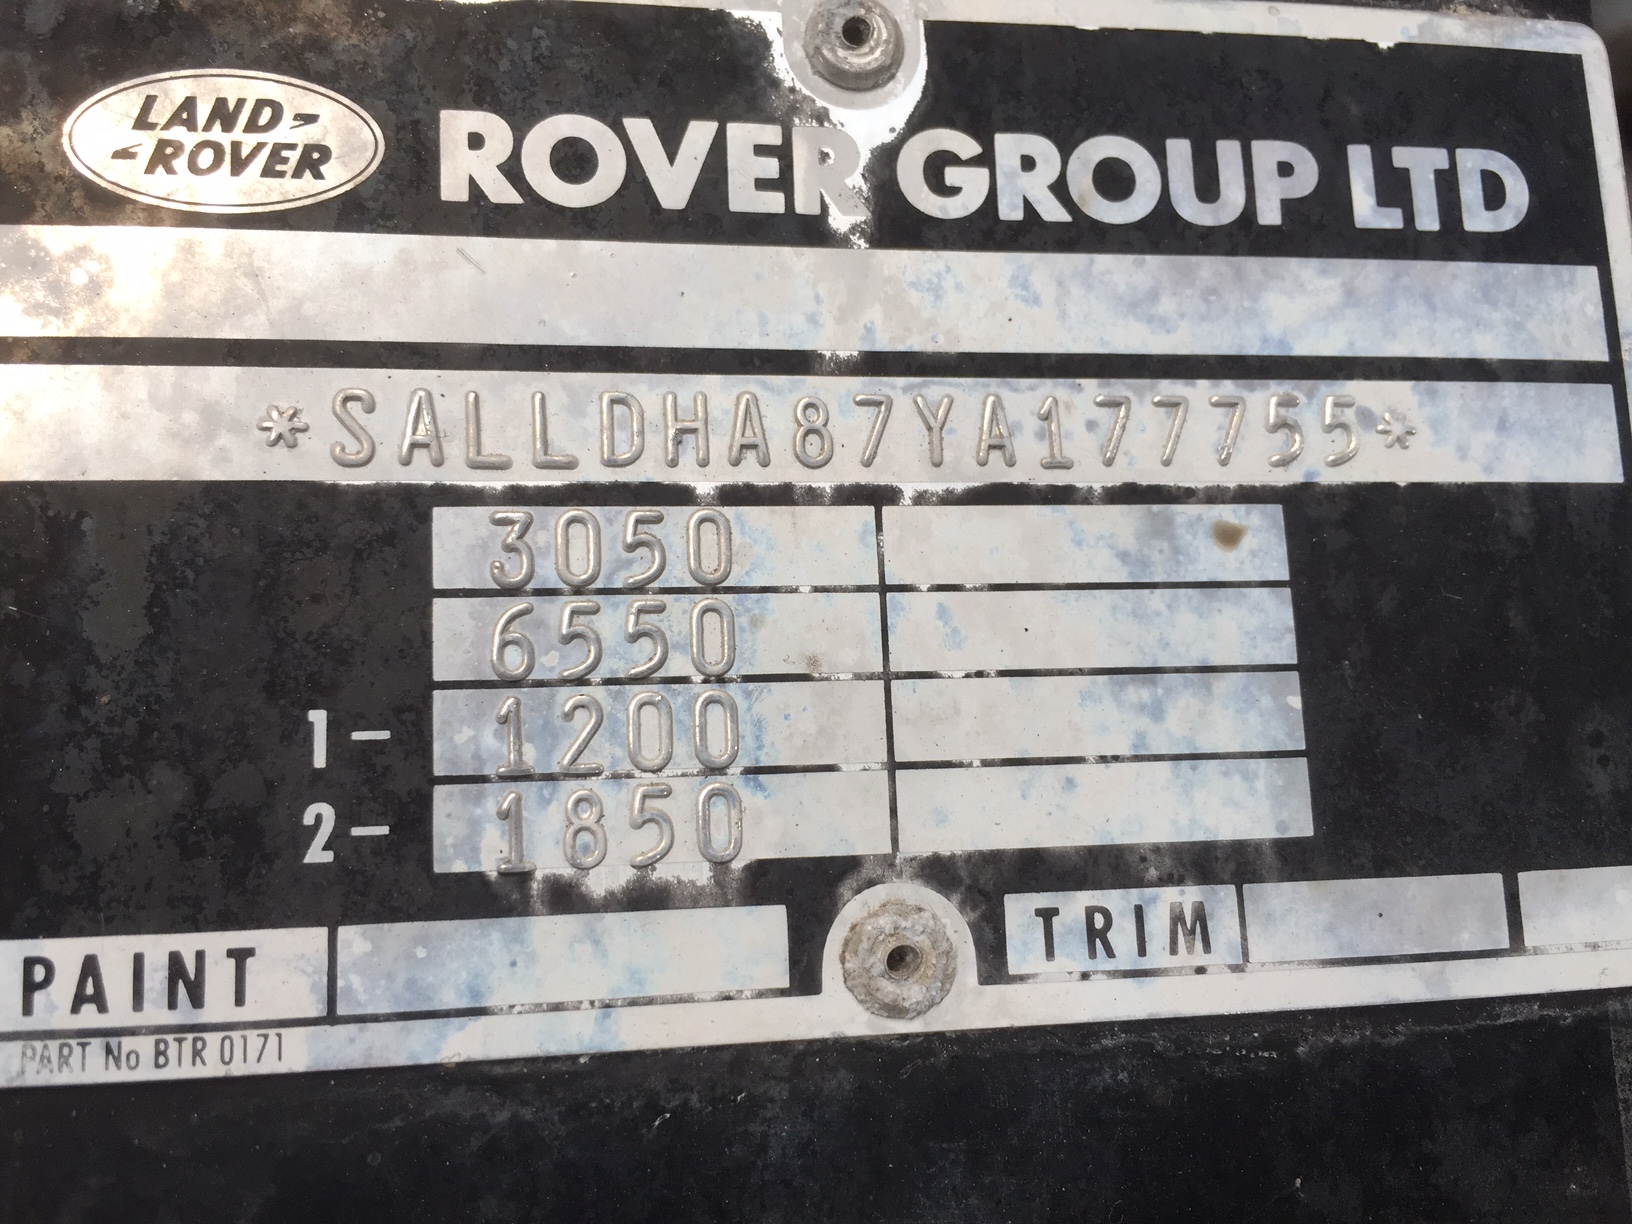 LAND-
-ROVER
ROVER GROUP LTD
*SALLDHA87YA177755*
3050
6550
1- 1200
2- 1850
PAINT
TRIM
PART No BTR 0171